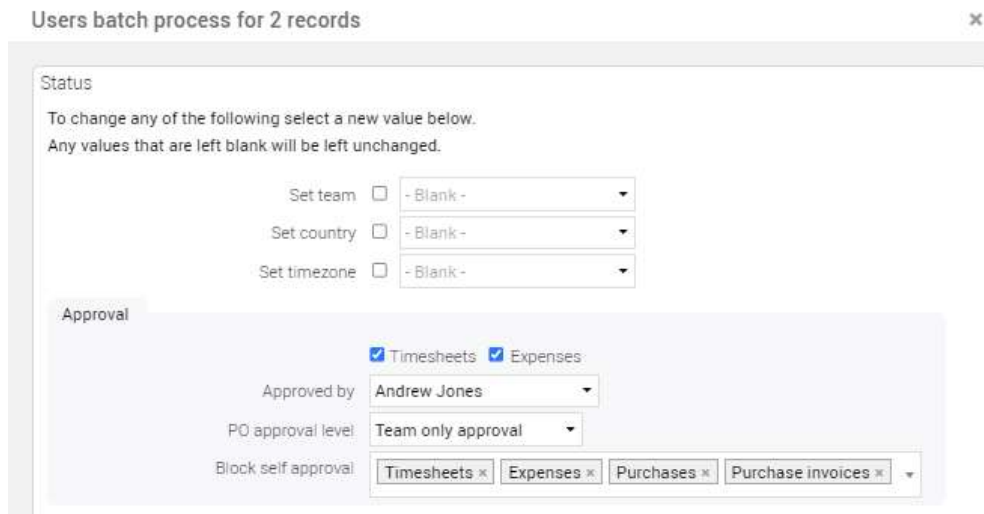 Users batch process for 2 records ×
Status
To change any of the following select a new value below.
Any values that are left blank will be left unchanged.
Set team - Blank -
Set country - Blank -
Set timezone - Blank -
Approval
Timesheets Expenses
Approved by Andrew Jones
PO approval level Team only approval
Block self approval Timesheets × Expenses × Purchases × Purchase invoices ×